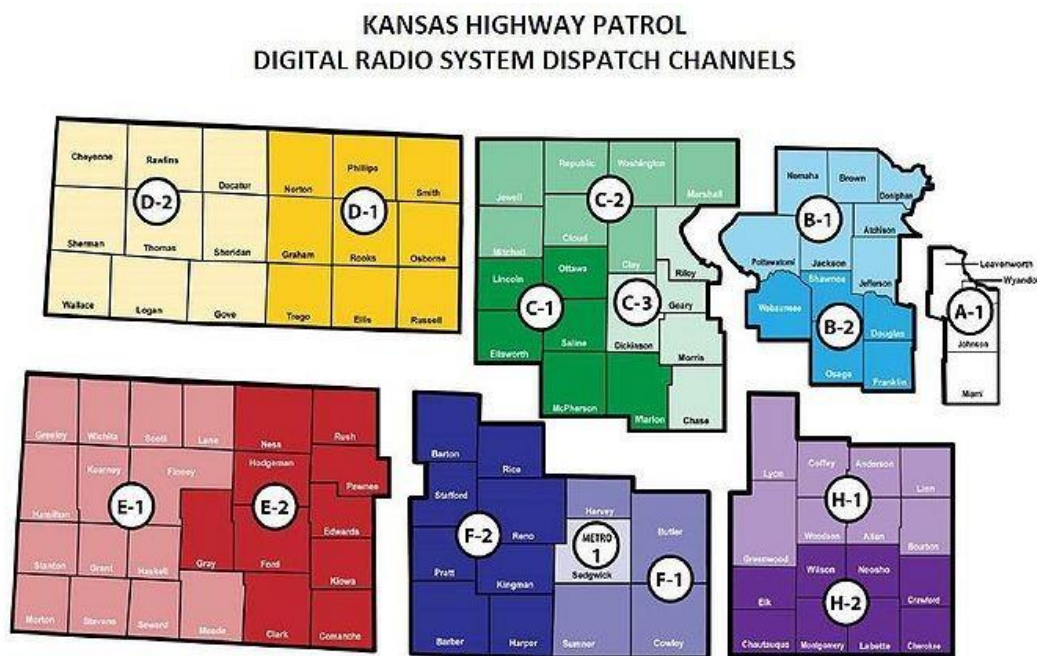 KANSAS HIGHWAY PATROL
DIGITAL RADIO SYSTEM DISPATCH CHANNELS
Cheyenne
Rawlins
Decatur
Norton
Phillips
Smith
D-2
D-1
Sherman
Thomas
Sheridan
Graham
Rooks
Osborne
Wallace
Logan
Gove
Trego
Ellis
Russell
Jewell
Republic
Washington
Marshall
C-2
Mitchell
Cloud
Clay
Riley
Lincoln
Ottawa
C-1
C-3
Geary
Ellsworth
Saline
Dickinson
Morris
McPherson
Marion
Chase
Nemaha
Brown
Doniphan
B-1
Atchison
Pottawatomi
Jackson
Jefferson
Shawnee
Wabaunsee
B-2
Douglas
Osage
Franklin
Leavenworth
Wyandot
A-1
Johnson
Miami
Greeley
Wichita
Scott
Lane
Ness
Rush
Kearney
Finney
Hodgeman
Pawnee
Hamilton
E-1
E-2
Edwards
Stanton
Grant
Haskell
Gray
Ford
Kiowa
Morton
Stevens
Seward
Meade
Clark
Comanche
Barton
Rice
Stafford
Reno
Harvey
Butler
F-2
METRO
1
Sedgwick
Pratt
Kingman
F-1
Barber
Harper
Sumner
Cowley
Lyon
Coffey
Anderson
Linn
H-1
Greenwood
Woodson
Allen
Bourbon
Wilson
Neosho
Elk
H-2
Crawford
Chautauqua
Montgomery
Labette
Cherokee